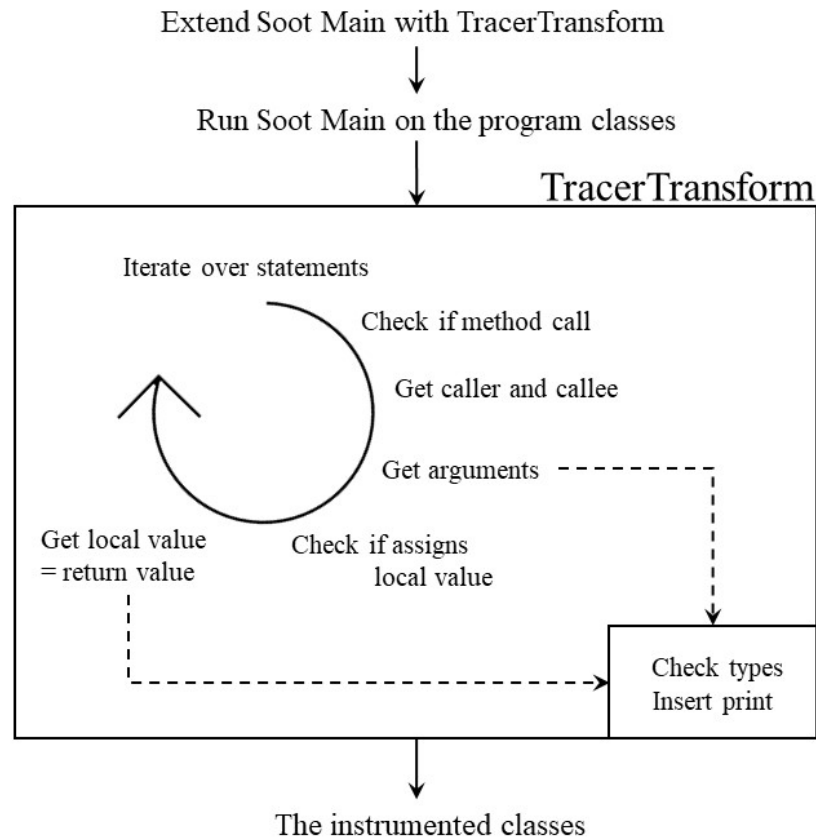 Extend Soot Main with TracerTransform
Run Soot Main on the program classes
TracerTransform
Iterate over statements
Check if method call
Get caller and callee
Get arguments
Check if assigns
local value
Get local value
= return value
Check types
Insert print
The instrumented classes